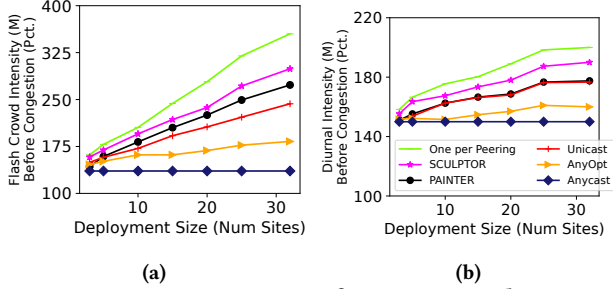 Flash Crowd Intensity (M)
Before Congestion (Pct.)
400
325
250
175
100
10
20
30
Deployment Size (Num Sites)
(a)
Diurnal Intensity (M)
Before Congestion (Pct.)
220
180
140
100
One per Peering
SCULPTOR
PAINTER
Unicast
AnyOpt
Anycast
0
10
20
30
Deployment Size (Num Sites)
(b)